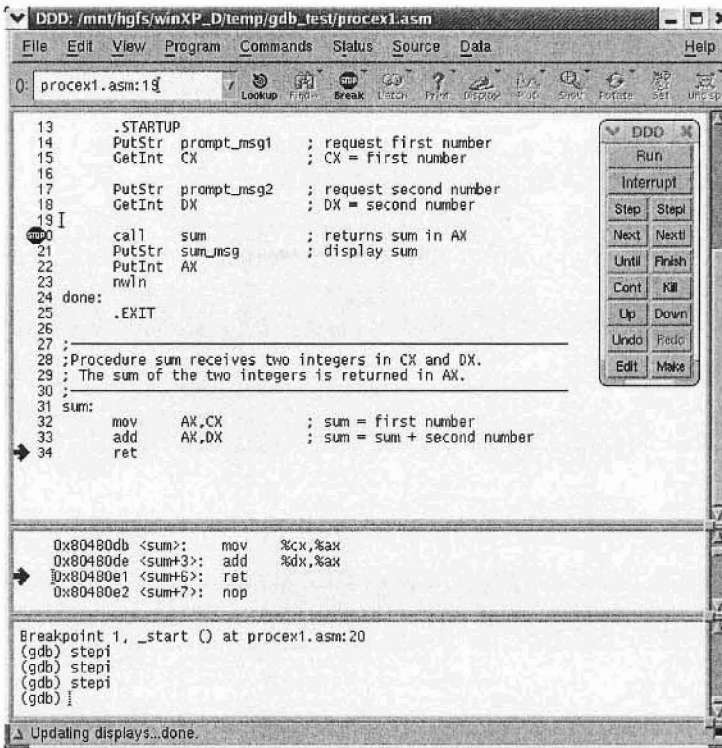 DDD: /mnt/hgfs/winXP_D/temp/gdb_test/procex1.asm
File Edit View Program Commands Status Source Data Help
0: procex1.asm:19
Lookup Break Print Display Plot Show Rotate Set
13 .STARTUP
14 PutStr prompt_msg1 ; request first number
15 GetInt CX ; CX = first number
16
17 PutStr prompt_msg2 ; request second number
18 GetInt DX ; DX = second number
19
STOP 0 call sum ; returns sum in AX
21 PutStr sum_msg ; display sum
22 PutInt AX
23 nwln
24 done:
25 .EXIT
26
27 ;
28 ;Procedure sum receives two integers in CX and DX.
29 ; The sum of the two integers is returned in AX.
30 ;
31 sum:
32 mov AX,CX ; sum = first number
33 add AX,DX ; sum = sum + second number
34 ret
DDD
Run
Interrupt
Step Stepi
Next Nexti
Until Finish
Cont Kill
Up Down
Undo Redo
Edit Make
0x80480db <sum>: mov %cx,%ax
0x80480de <sum+3>: add %dx,%ax
0x80480e1 <sum+6>: ret
0x80480e2 <sum+7>: nop
Breakpoint 1, _start () at procex1.asm:20
(gdb) stepi
(gdb) stepi
(gdb) stepi
(gdb)
Updating displays...done.